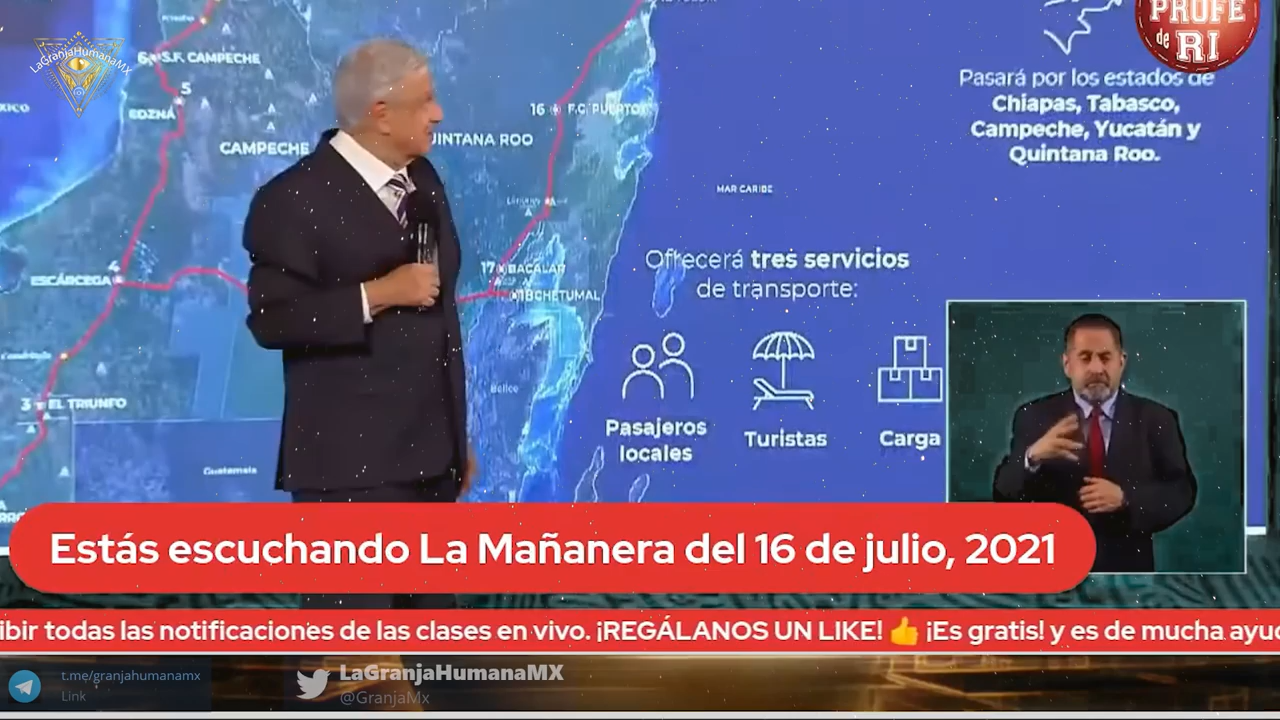 LaGranjaHumanaMX
S.F. CAMPECHE
5
EDZNÁ
CAMPECHE
UINTANA ROO
16
F.C. PUERTO
PROFE
de
RI
Pasará por los estados de
Chiapas, Tabasco,
Campeche, Yucatán y
Quintana Roo.
MAR CARIBE
4
ESCÁRCEGA
17
BACALAR
CHETUMAL
Ofrecerá tres servicios
de transporte:
Belice
3
EL TRIUNFO
Guatemala
Pasajeros
locales
Turistas
Carga
Estás escuchando La Mañanera del 16 de julio, 2021
ibir todas las notificaciones de las clases en vivo. ¡REGÁLANOS UN LIKE! 👍 ¡Es gratis! y es de mucha ayud
t.me/granjahumanamx
Link
LaGranjaHumanaMX
@GranjaMx